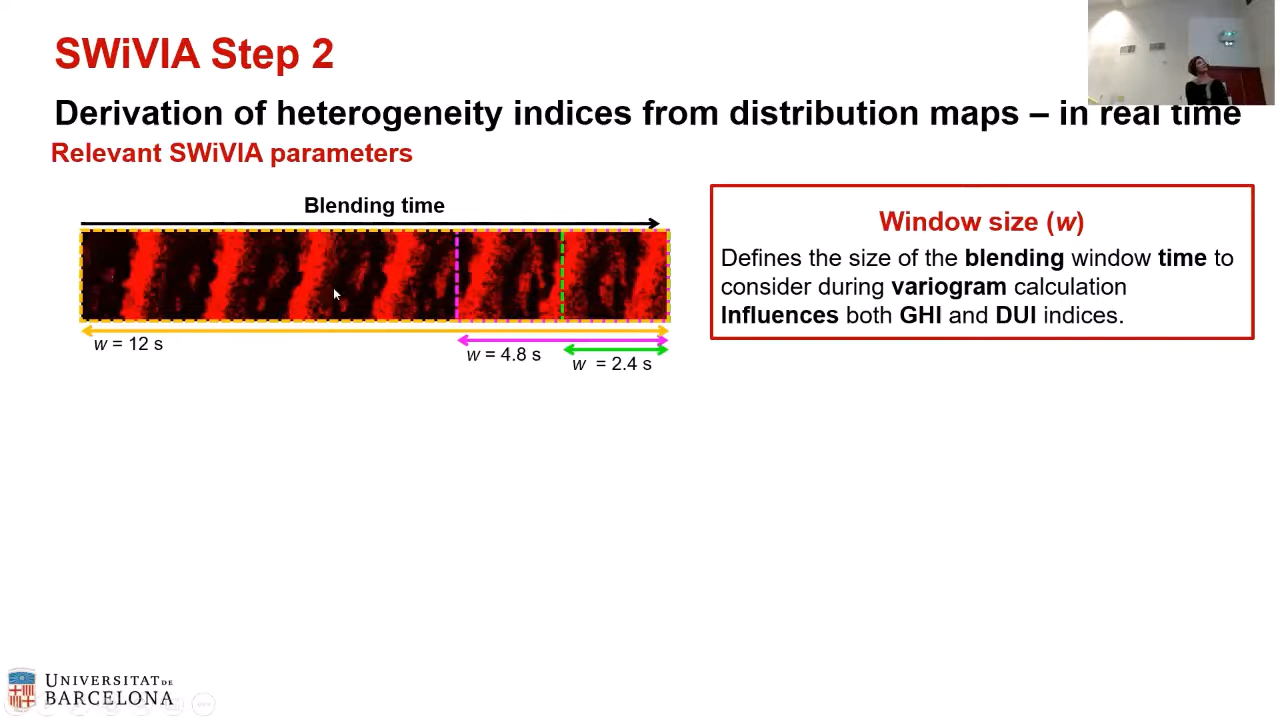 SWiVIA Step 2
Derivation of heterogeneity indices from distribution maps – in real time
Relevant SWiVIA parameters
Blending time
w = 12 s
w = 4.8 s
w = 2.4 s
Window size (w)
Defines the size of the blending window time to
consider during variogram calculation
Influences both GHI and DUI indices.
UNIVERSITAT DE
BARCELONA